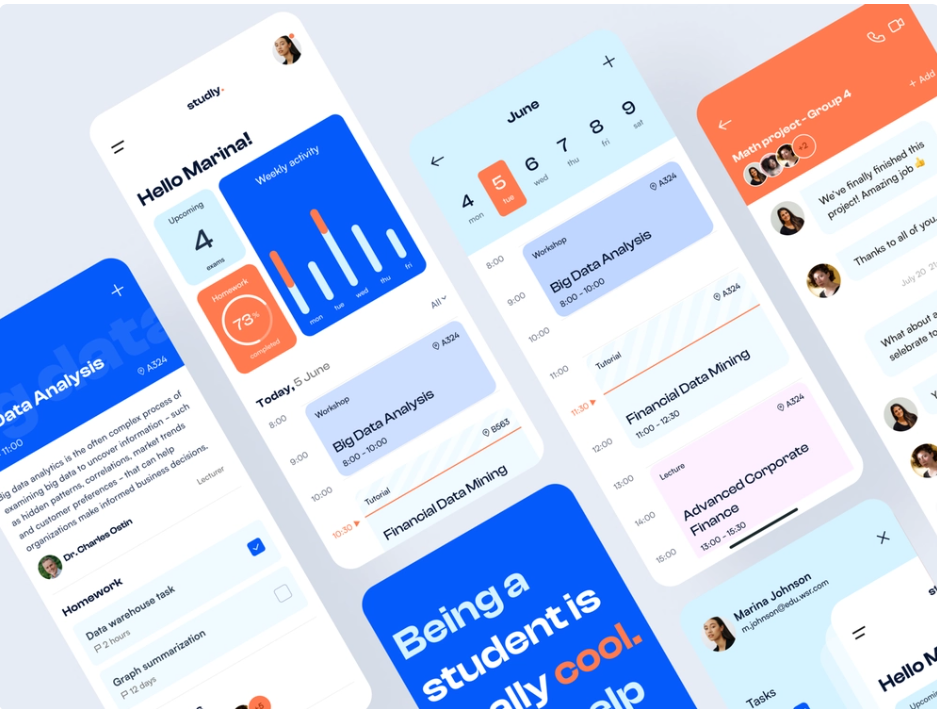 Data Analysis
A324
11:00
big data analytics is the often complex process of
examining big data to uncover information - such
as hidden patterns, correlations, market trends
and customer preferences - that can help
organizations make informed business decisions.
Lecturer
Dr. Charles Ostin
Homework
Data warehouse task
2 hours
Graph summarization
12 days
+5
studly.
Hello Marina!
Upcoming
4
exams
Homework
73%
completed
Weekly activity
mon
tue
wed
thu
fri
All
Today, 5 June
8:00
9:00
10:00
10:30
Workshop
A324
Big Data Analysis
8:00 - 10:00
Tutorial
B563
Financial Data Mining
Being a
student is
cool.
June
4
5
6
7
8
9
mon
tue
wed
thu
fri
sat
8:00
9:00
10:00
11:00
11:30
12:00
13:00
14:00
15:00
Workshop
A324
Big Data Analysis
8:00 - 10:00
Tutorial
A324
Financial Data Mining
11:00 - 12:30
Lecture
A324
Advanced Corporate
Finance
13:00 - 15:30
+ Add
Math project - Group 4
+2
We've finally finished this
project! Amazing job 👍
Thanks to all of you
July 20
What about a
celebrate to
Marina Johnson
m.johnson@edu.wsr.com
Tasks
Hello M
Upcoming